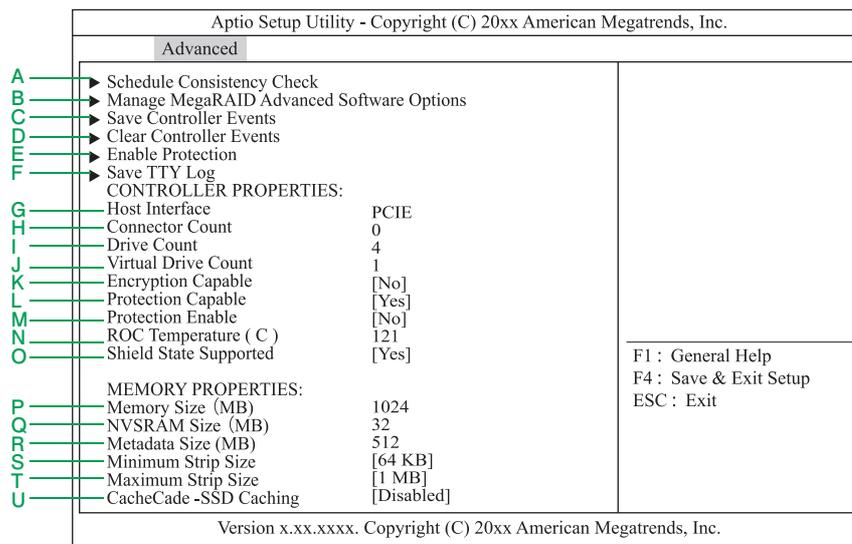 Aptio Setup Utility - Copyright (C) 20xx American Megatrends, Inc.
Advanced
A ▶ Schedule Consistency Check
B ▶ Manage MegaRAID Advanced Software Options
C ▶ Save Controller Events
D ▶ Clear Controller Events
E ▶ Enable Protection
F ▶ Save TTY Log
CONTROLLER PROPERTIES:
G Host Interface PCIE
H Connector Count 0
I Drive Count 4
J Virtual Drive Count 1
K Encryption Capable [No]
L Protection Capable [Yes]
M Protection Enable [No]
N ROC Temperature ( C ) 121
O Shield State Supported [Yes]
MEMORY PROPERTIES:
P Memory Size (MB) 1024
Q NVSRAM Size (MB) 32
R Metadata Size (MB) 512
S Minimum Strip Size [64 KB]
T Maximum Strip Size [1 MB]
U CacheCade -SSD Caching [Disabled]
F1 : General Help
F4 : Save & Exit Setup
ESC : Exit
Version x.xx.xxxx. Copyright (C) 20xx American Megatrends, Inc.